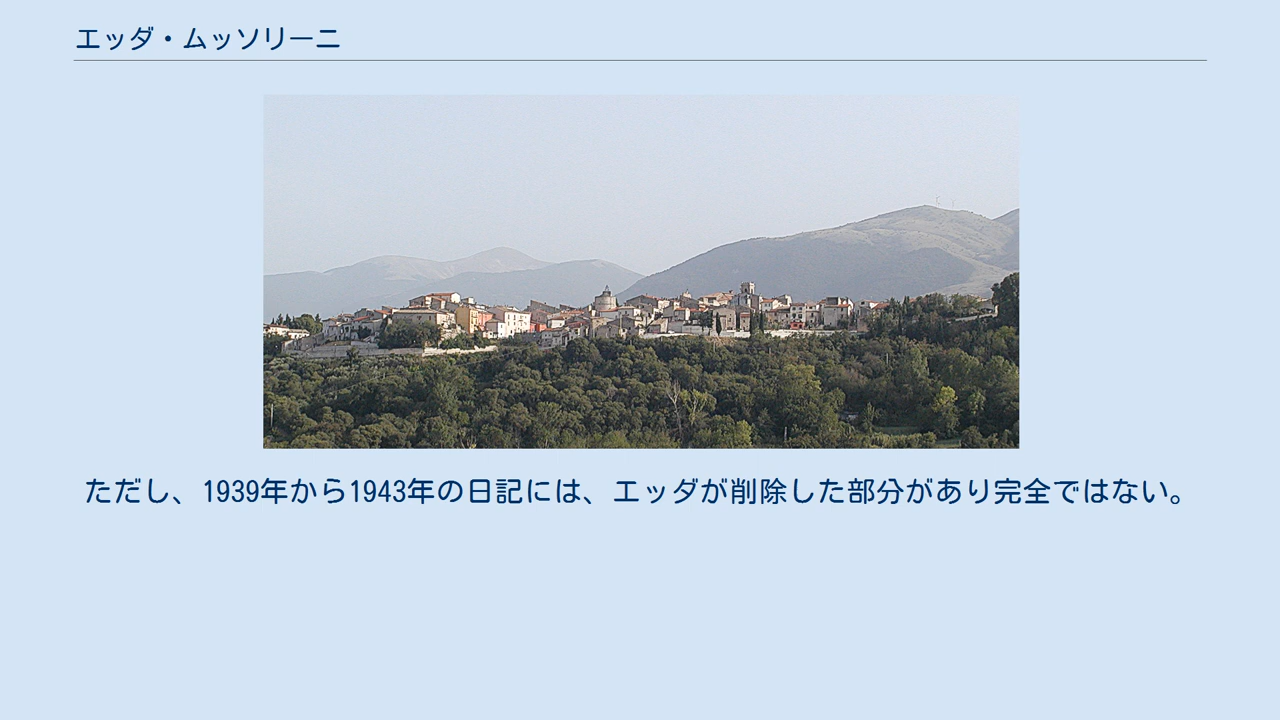 エッダ・ムッソリーニ
ただし、1939年から1943年の日記には、エッダが削除した部分があり完全ではない。